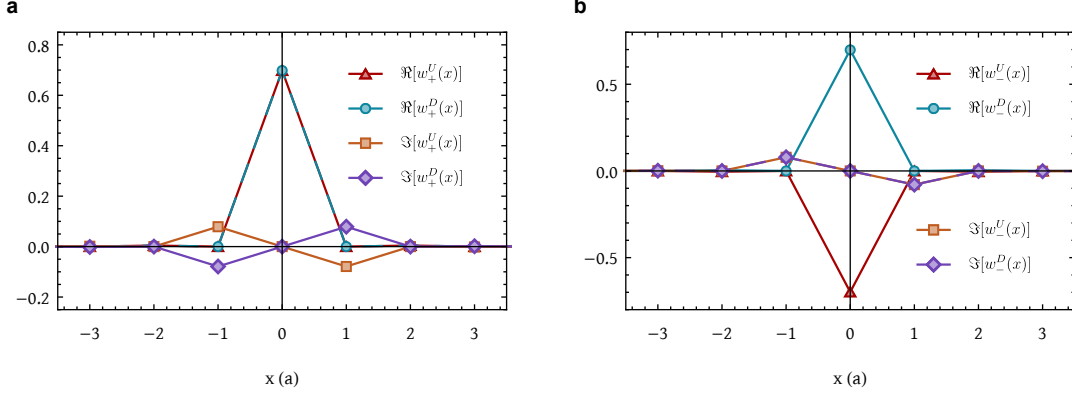 a
0.8
0.6
0.4
0.2
0.0
−0.2
−3 −2 −1 0 1 2 3
x (a)
ℜ[w₊ᵁ(x)]
ℜ[w₊ᴰ(x)]
ℑ[w₊ᵁ(x)]
ℑ[w₊ᴰ(x)]
b
0.5
0.0
−0.5
−3 −2 −1 0 1 2 3
x (a)
ℜ[w₋ᵁ(x)]
ℜ[w₋ᴰ(x)]
ℑ[w₋ᵁ(x)]
ℑ[w₋ᴰ(x)]